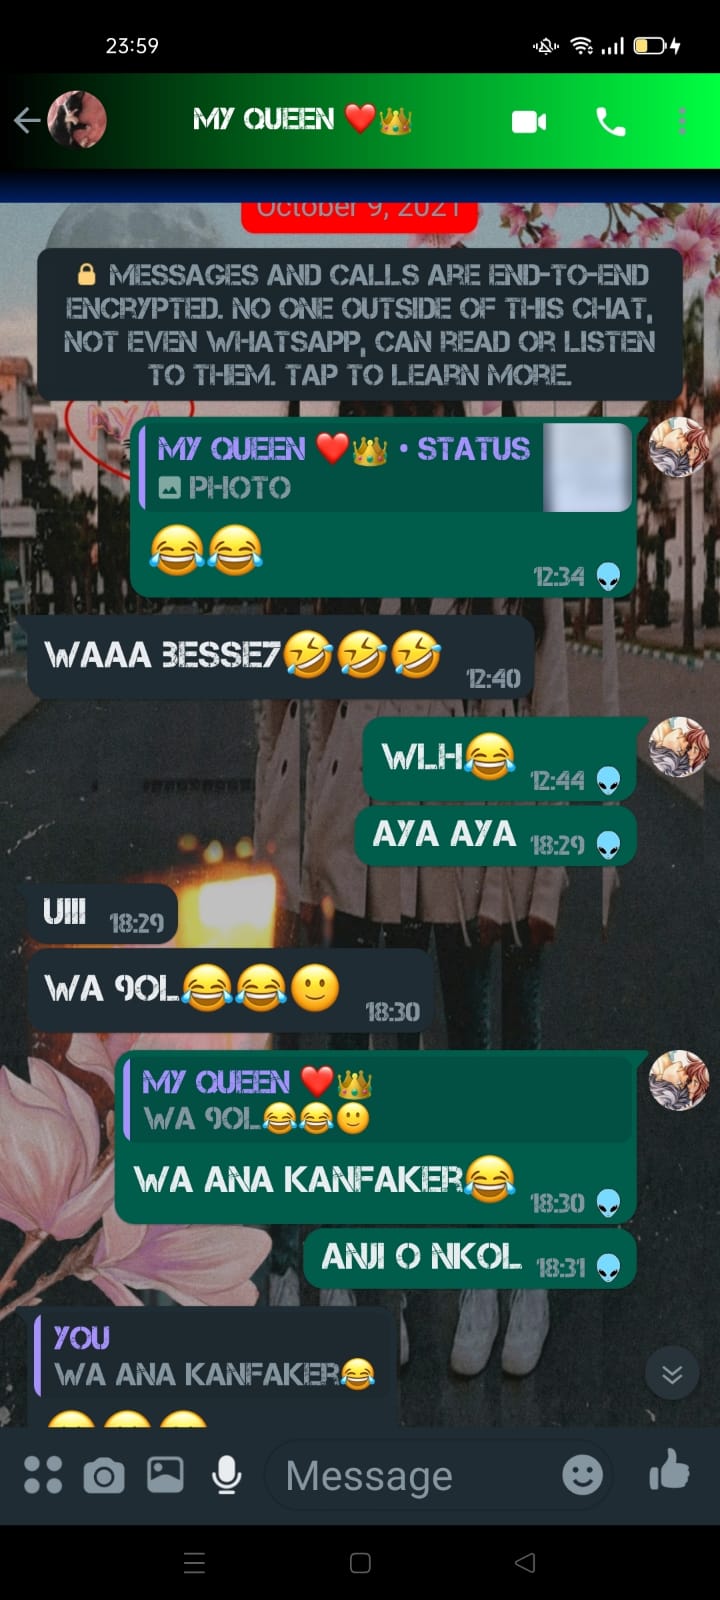 23:59
MY QUEEN ❤️👑
October 9, 2021
🔒 MESSAGES AND CALLS ARE END-TO-END
ENCRYPTED. NO ONE OUTSIDE OF THIS CHAT,
NOT EVEN WHATSAPP, CAN READ OR LISTEN
TO THEM. TAP TO LEARN MORE.
MY QUEEN ❤️👑 • STATUS
PHOTO
😂😂
12:34 👽
WAAA BESSE7🤣🤣🤣
12:40
WLH😂
12:44 👽
AYA AYA 18:29 👽
UIII 18:29
WA 9OL😂😂🙂
18:30
MY QUEEN ❤️👑
WA 9OL😂😂🙂
WA ANA KANFAKER😂
18:30 👽
ANJI O NKOL 18:31 👽
YOU
WA ANA KANFAKER😂
😂😂😂
Message